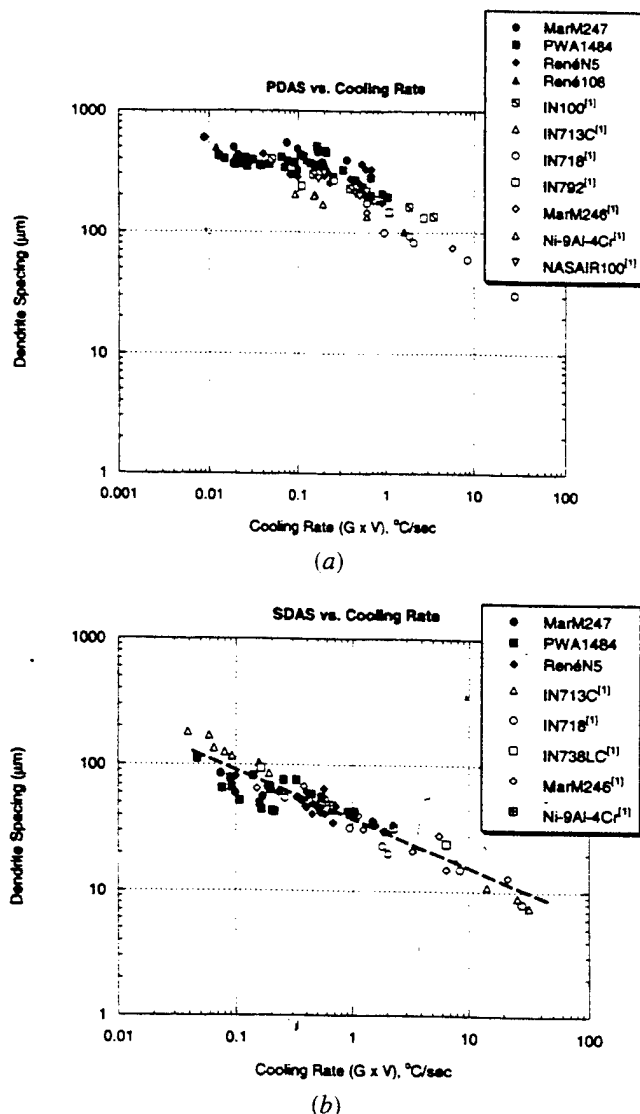 PDAS vs. Cooling Rate
MarM247
PWA1484
RenéN5
René108
IN100[1]
IN713C[1]
IN718[1]
IN792[1]
MarM246[1]
Ni-9Al-4Cr[1]
NASAIR100[1]
Dendrite Spacing (µm)
1000
100
10
1
0.001 0.01 0.1 1 10 100
Cooling Rate (G x V), °C/sec
(a)
SDAS vs. Cooling Rate
MarM247
PWA1484
RenéN5
IN713C[1]
IN718[1]
IN738LC[1]
MarM246[1]
Ni-9Al-4Cr[1]
Dendrite Spacing (µm)
1000
100
10
1
0.01 0.1 1 10 100
Cooling Rate (G x V), °C/sec
(b)